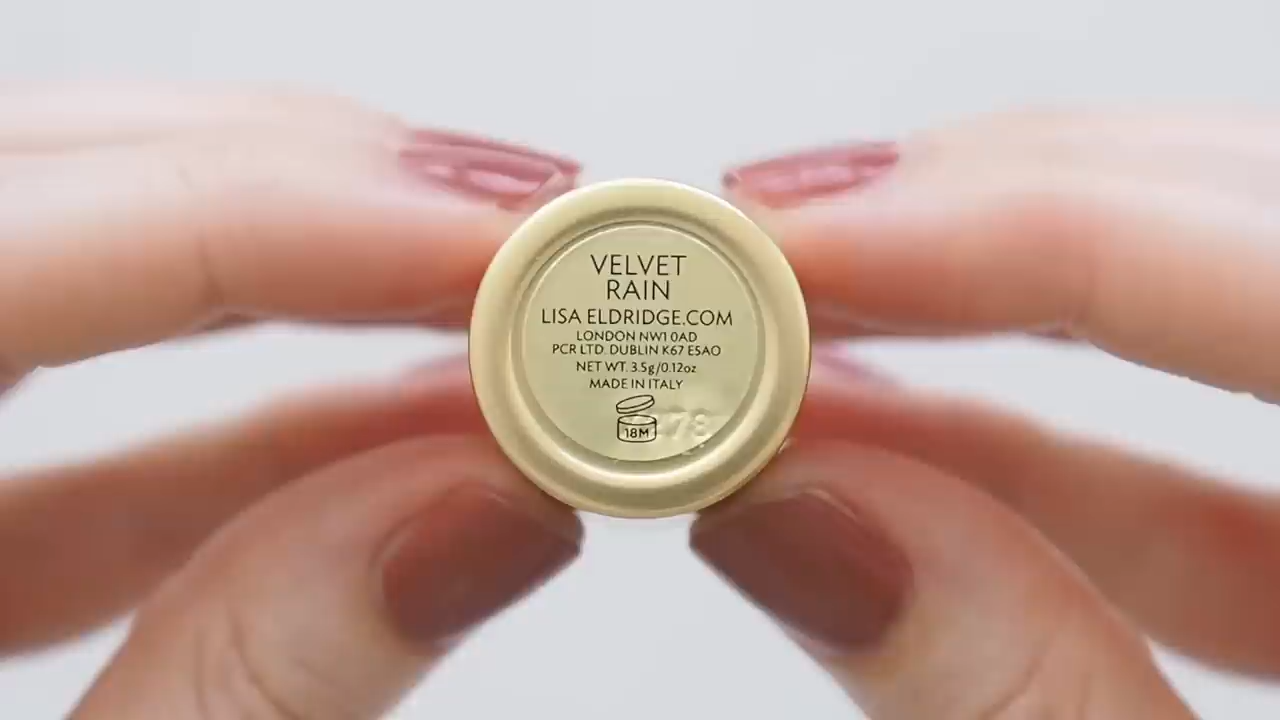 VELVET
RAIN
LISA ELDRIDGE.COM
LONDON NW1 0AD
PCR LTD. DUBLIN K67 E5A0
NET WT. 3.5g/0.12oz
MADE IN ITALY
18M